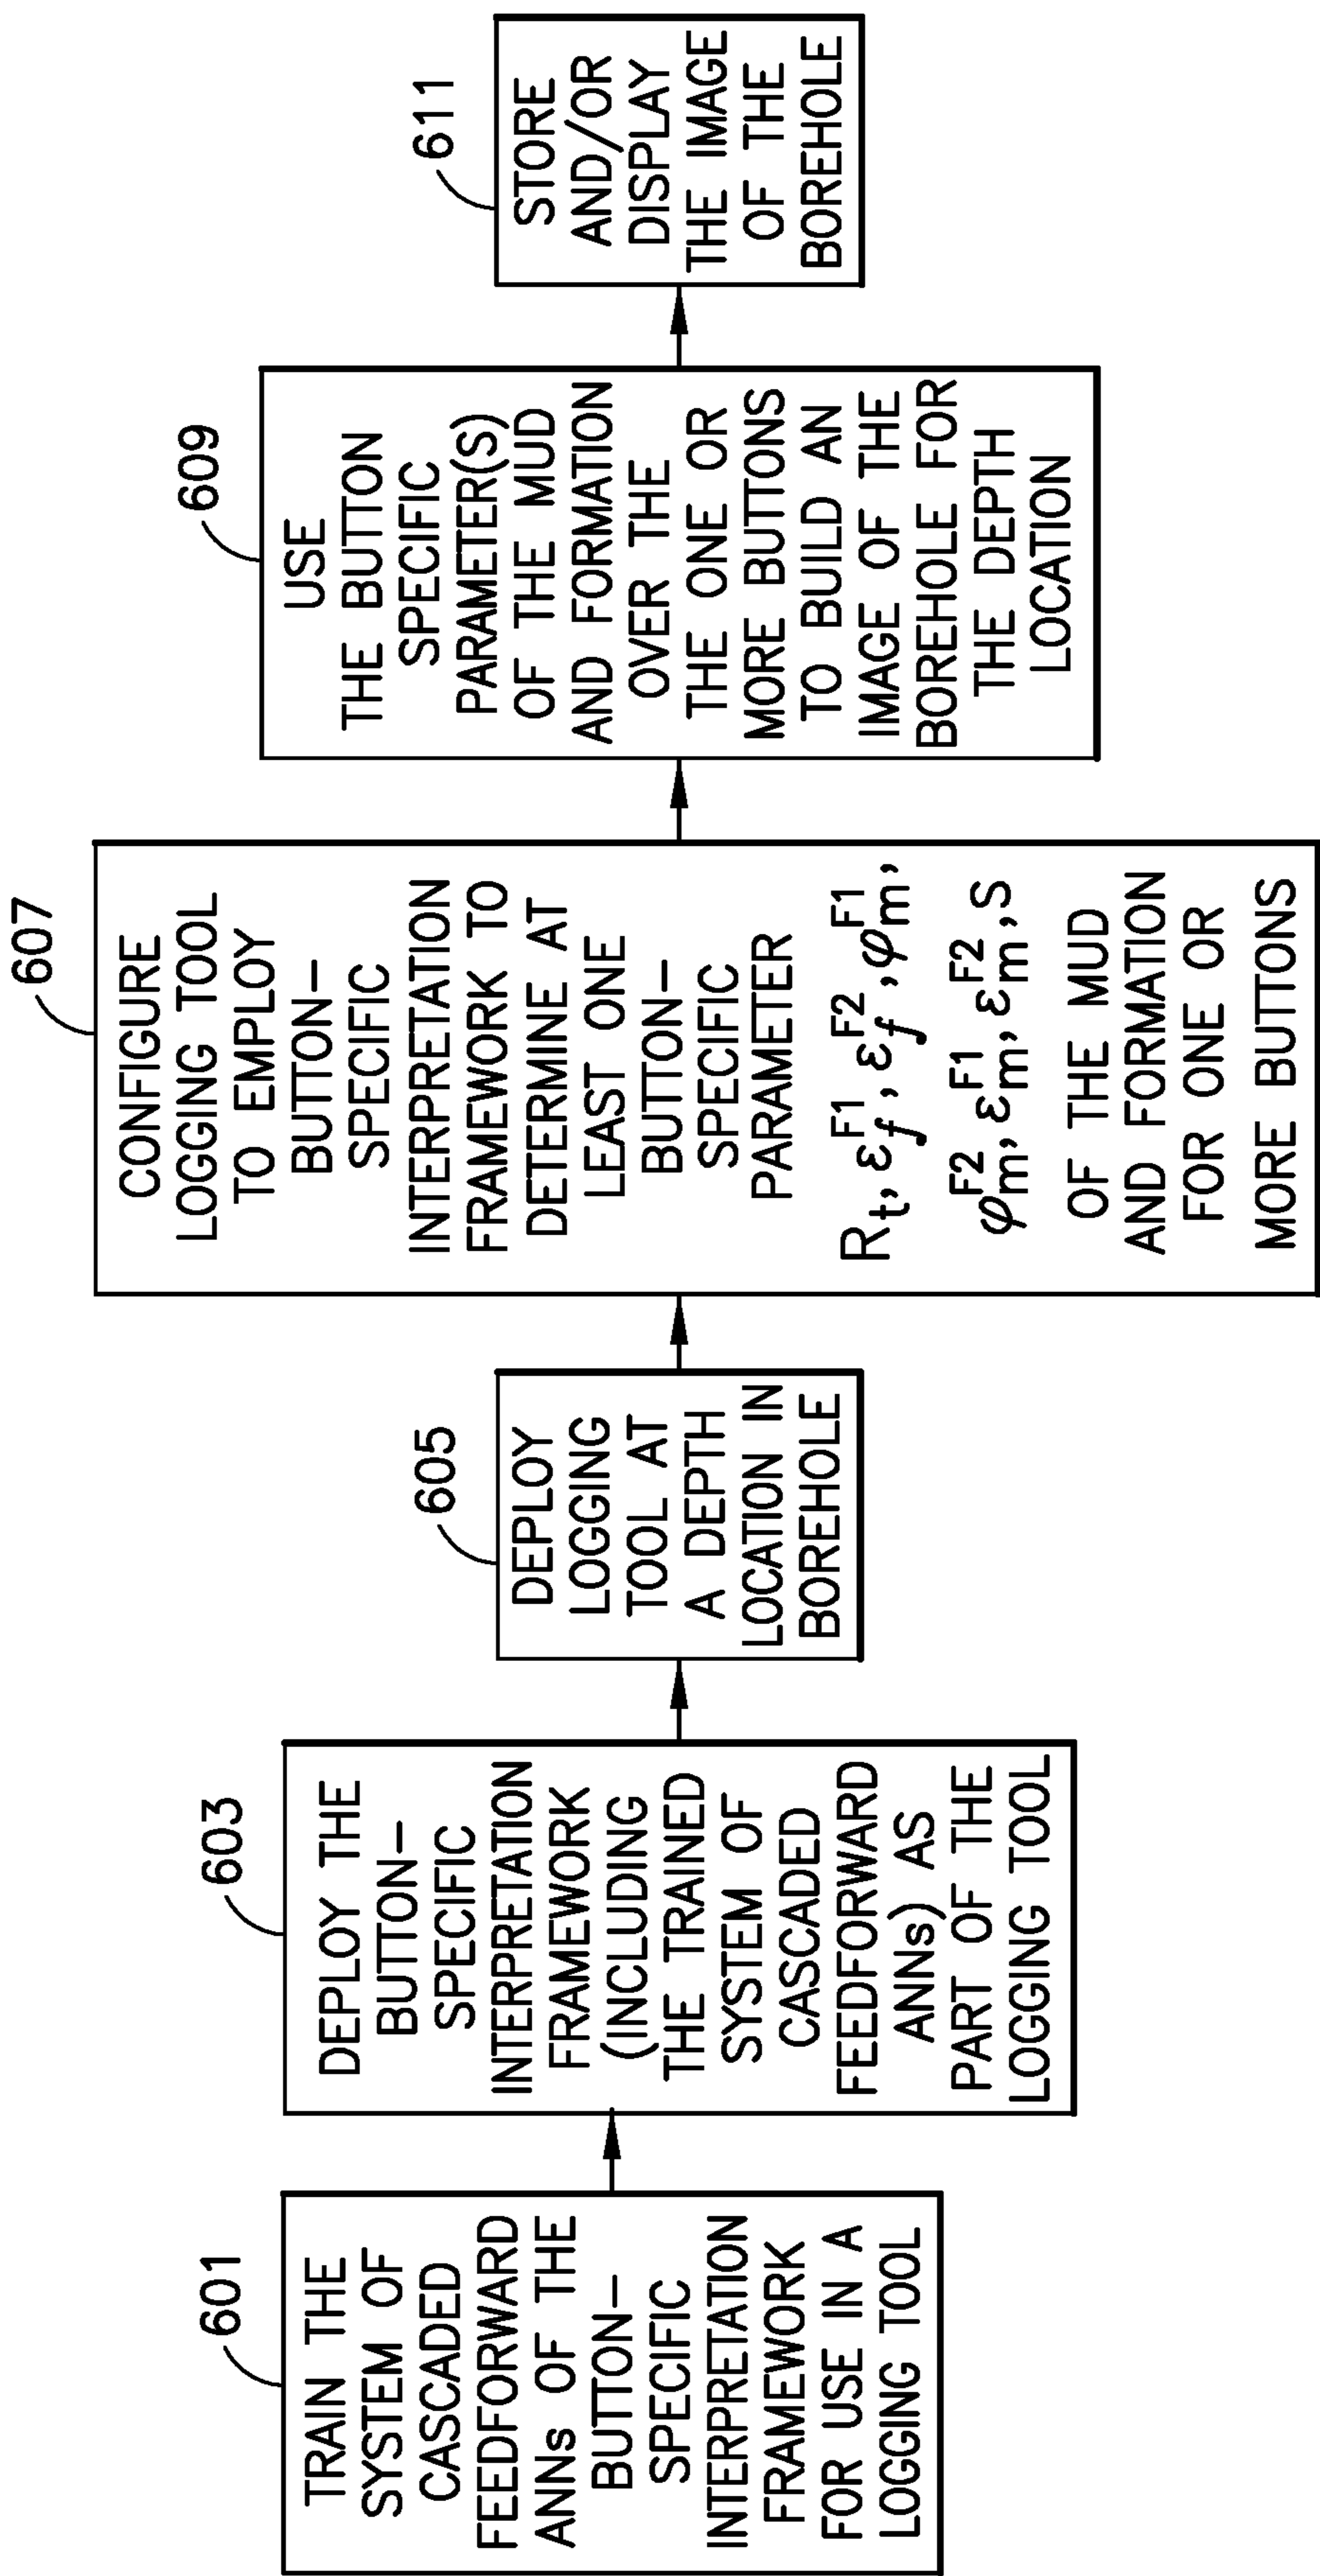 601
TRAIN THE
SYSTEM OF
CASCADED
FEEDFORWARD
ANNs OF THE
BUTTON–
SPECIFIC
INTERPRETATION
FRAMEWORK
FOR USE IN A
LOGGING TOOL
603
DEPLOY THE
BUTTON–
SPECIFIC
INTERPRETATION
FRAMEWORK
(INCLUDING
THE TRAINED
SYSTEM OF
CASCADED
FEEDFORWARD
ANNs) AS
PART OF THE
LOGGING TOOL
605
DEPLOY
LOGGING
TOOL AT
A DEPTH
LOCATION IN
BOREHOLE
607
CONFIGURE
LOGGING TOOL
TO EMPLOY
BUTTON–
SPECIFIC
INTERPRETATION
FRAMEWORK TO
DETERMINE AT
LEAST ONE
BUTTON–
SPECIFIC
PARAMETER
R_t, ε_f^F1, ε_f^F2, φ_m^F1,
φ_m^F2, ε_m^F1, ε_m^F2, S
OF THE MUD
AND FORMATION
FOR ONE OR
MORE BUTTONS
609
USE
THE BUTTON
SPECIFIC
PARAMETER(S)
OF THE MUD
AND FORMATION
OVER THE
THE ONE OR
MORE BUTTONS
TO BUILD AN
IMAGE OF THE
BOREHOLE FOR
THE DEPTH
LOCATION
611
STORE
AND/OR
DISPLAY
THE IMAGE
OF THE
BOREHOLE